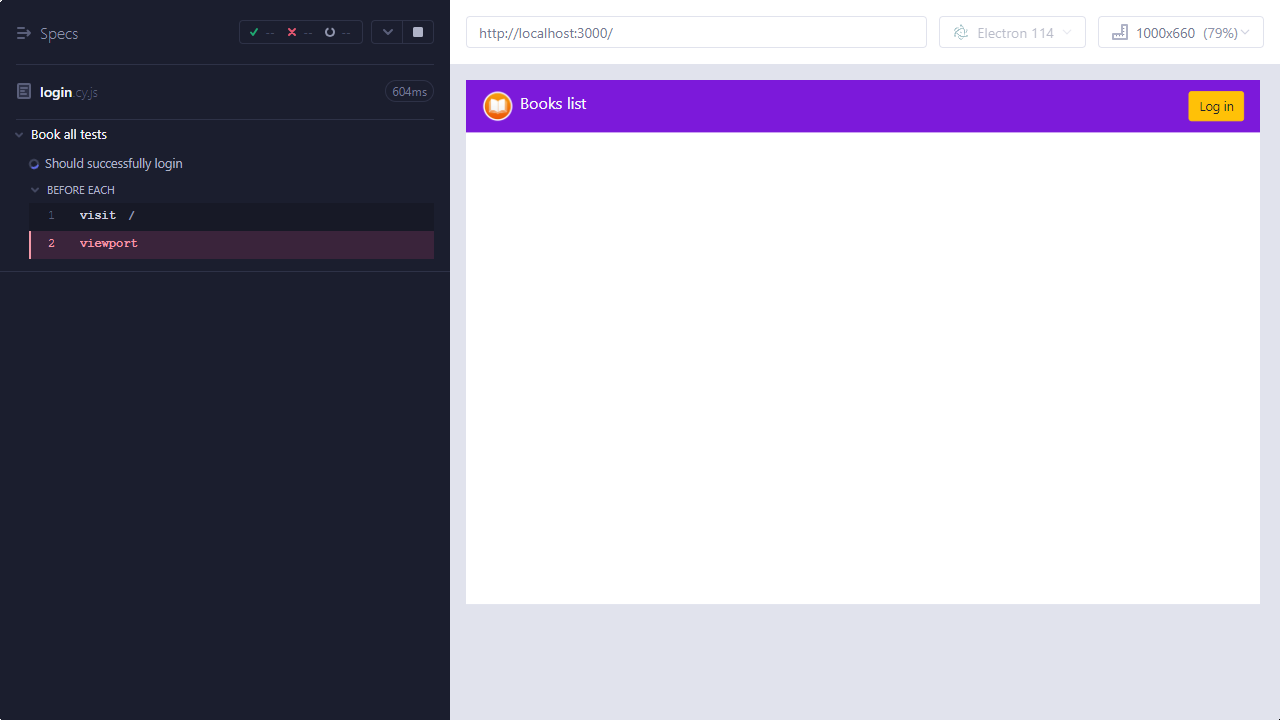 Specs
-- -- --
login cy.js 604ms
Book all tests
Should successfully login
BEFORE EACH
1 visit /
2 viewport
http://localhost:3000/
Electron 114
1000x660 (79%)
Books list
Log in